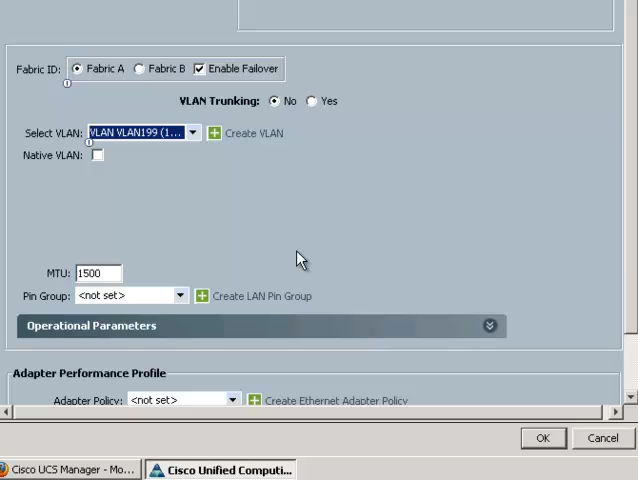 Fabric ID: Fabric A Fabric B Enable Failover
VLAN Trunking: No Yes
Select VLAN: VLAN VLAN199 (1... Create VLAN
Native VLAN:
MTU: 1500
Pin Group: <not set> Create LAN Pin Group
Operational Parameters
Adapter Performance Profile
Adapter Policy: <not set> Create Ethernet Adapter Policy
OK Cancel
Cisco UCS Manager - Mo... Cisco Unified Computi...